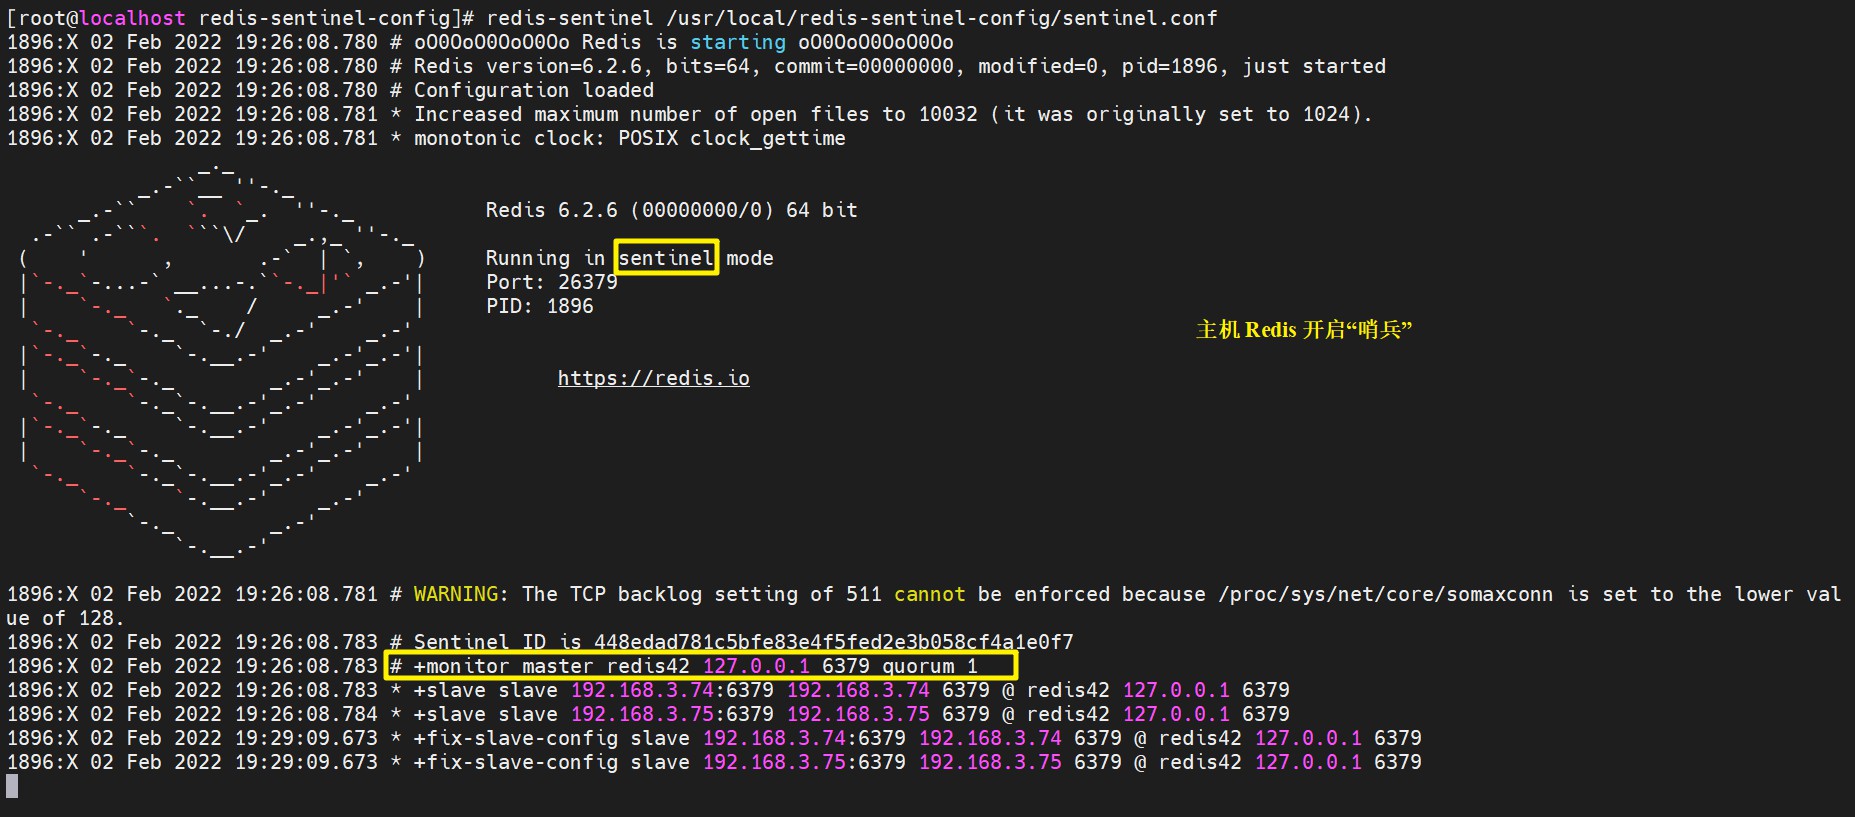 [root@localhost redis-sentinel-config]# redis-sentinel /usr/local/redis-sentinel-config/sentinel.conf
1896:X 02 Feb 2022 19:26:08.780 # oO0OoO0OoO0Oo Redis is starting oO0OoO0OoO0Oo
1896:X 02 Feb 2022 19:26:08.780 # Redis version=6.2.6, bits=64, commit=00000000, modified=0, pid=1896, just started
1896:X 02 Feb 2022 19:26:08.780 # Configuration loaded
1896:X 02 Feb 2022 19:26:08.781 * Increased maximum number of open files to 10032 (it was originally set to 1024).
1896:X 02 Feb 2022 19:26:08.781 * monotonic clock: POSIX clock_gettime
Redis 6.2.6 (00000000/0) 64 bit
Running in sentinel mode
Port: 26379
PID: 1896
主机 Redis 开启“哨兵”
https://redis.io
1896:X 02 Feb 2022 19:26:08.781 # WARNING: The TCP backlog setting of 511 cannot be enforced because /proc/sys/net/core/somaxconn is set to the lower val
ue of 128.
1896:X 02 Feb 2022 19:26:08.783 # Sentinel ID is 448edad781c5bfe83e4f5fed2e3b058cf4a1e0f7
1896:X 02 Feb 2022 19:26:08.783 # +monitor master redis42 127.0.0.1 6379 quorum 1
1896:X 02 Feb 2022 19:26:08.783 * +slave slave 192.168.3.74:6379 192.168.3.74 6379 @ redis42 127.0.0.1 6379
1896:X 02 Feb 2022 19:26:08.784 * +slave slave 192.168.3.75:6379 192.168.3.75 6379 @ redis42 127.0.0.1 6379
1896:X 02 Feb 2022 19:29:09.673 * +fix-slave-config slave 192.168.3.74:6379 192.168.3.74 6379 @ redis42 127.0.0.1 6379
1896:X 02 Feb 2022 19:29:09.673 * +fix-slave-config slave 192.168.3.75:6379 192.168.3.75 6379 @ redis42 127.0.0.1 6379